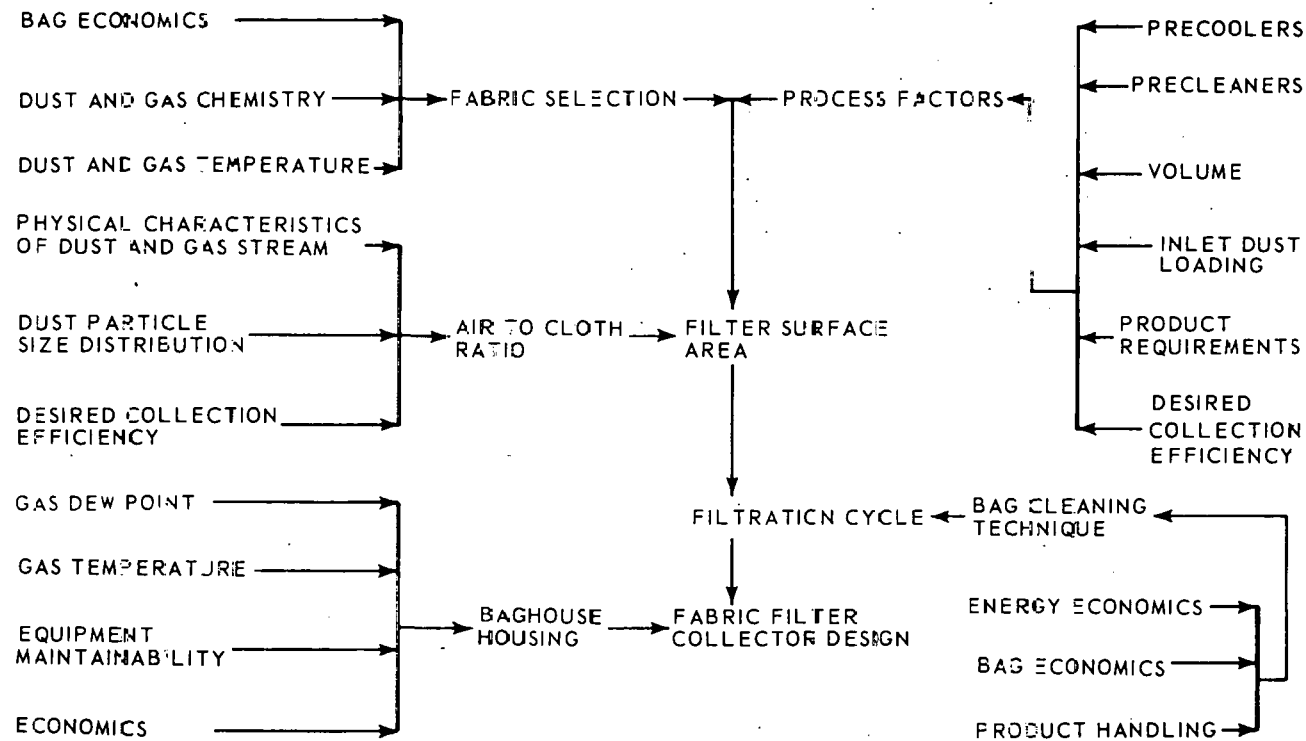 BAG ECONOMICS
DUST AND GAS CHEMISTRY
DUST AND GAS TEMPERATURE
FABRIC SELECTION
PROCESS FACTORS
PRECOOLERS
PRECLEANERS
VOLUME
INLET DUST
LOADING
PRODUCT
REQUIREMENTS
DESIRED
COLLECTION
EFFICIENCY
PHYSICAL CHARACTERISTICS
OF DUST AND GAS STREAM
DUST PARTICLE
SIZE DISTRIBUTION
DESIRED COLLECTION
EFFICIENCY
AIR TO CLOTH
RATIO
FILTER SURFACE
AREA
GAS DEW POINT
GAS TEMPERATURE
EQUIPMENT
MAINTAINABILITY
ECONOMICS
BAGHOUSE
HOUSING
FILTRATION CYCLE
BAG CLEANING
TECHNIQUE
FABRIC FILTER
COLLECTOR DESIGN
ENERGY ECONOMICS
BAG ECONOMICS
PRODUCT HANDLING